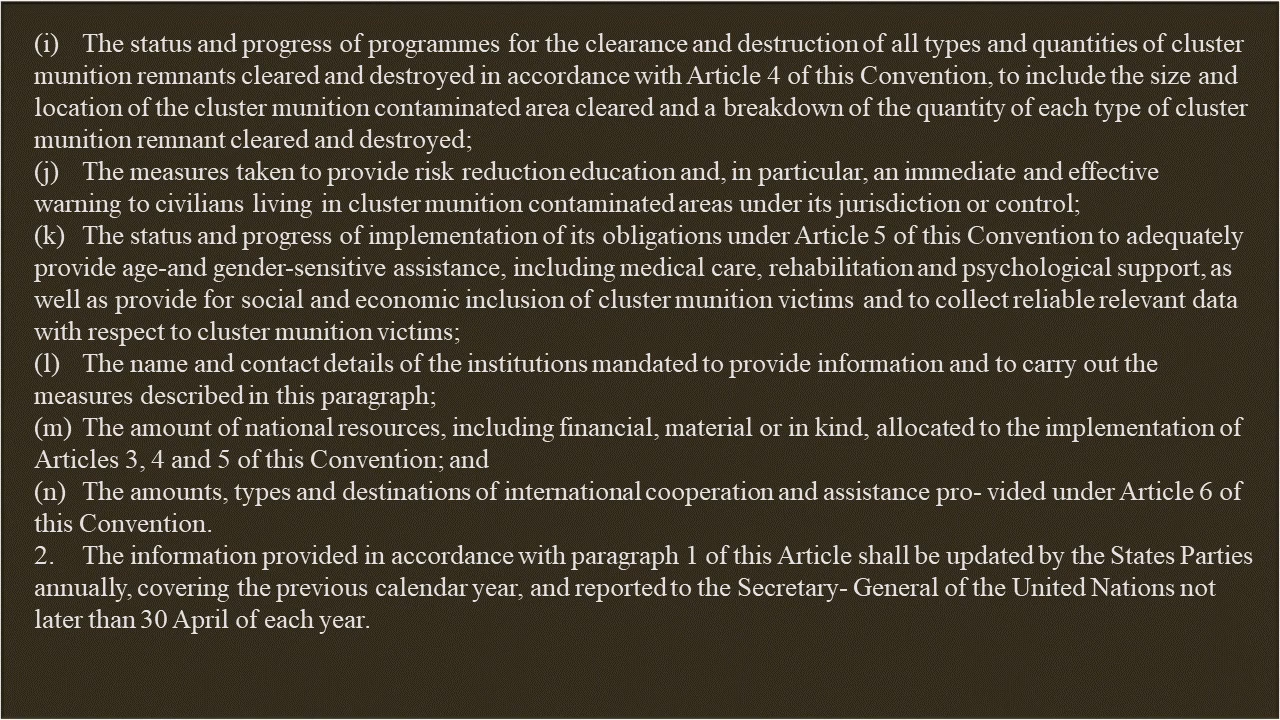 (i) The status and progress of programmes for the clearance and destruction of all types and quantities of cluster
munition remnants cleared and destroyed in accordance with Article 4 of this Convention, to include the size and
location of the cluster munition contaminated area cleared and a breakdown of the quantity of each type of cluster
munition remnant cleared and destroyed;
(j) The measures taken to provide risk reduction education and, in particular, an immediate and effective
warning to civilians living in cluster munition contaminated areas under its jurisdiction or control;
(k) The status and progress of implementation of its obligations under Article 5 of this Convention to adequately
provide age-and gender-sensitive assistance, including medical care, rehabilitation and psychological support, as
well as provide for social and economic inclusion of cluster munition victims and to collect reliable relevant data
with respect to cluster munition victims;
(l) The name and contact details of the institutions mandated to provide information and to carry out the
measures described in this paragraph;
(m) The amount of national resources, including financial, material or in kind, allocated to the implementation of
Articles 3, 4 and 5 of this Convention; and
(n) The amounts, types and destinations of international cooperation and assistance pro- vided under Article 6 of
this Convention.
2. The information provided in accordance with paragraph 1 of this Article shall be updated by the States Parties
annually, covering the previous calendar year, and reported to the Secretary- General of the United Nations not
later than 30 April of each year.